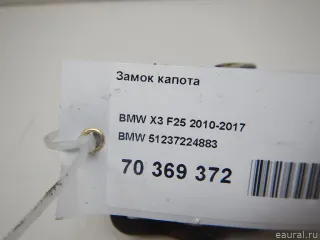 Замок капота
BMW X3 F25 2010-2017
BMW 51237224883
70 369 372
eaural.ru